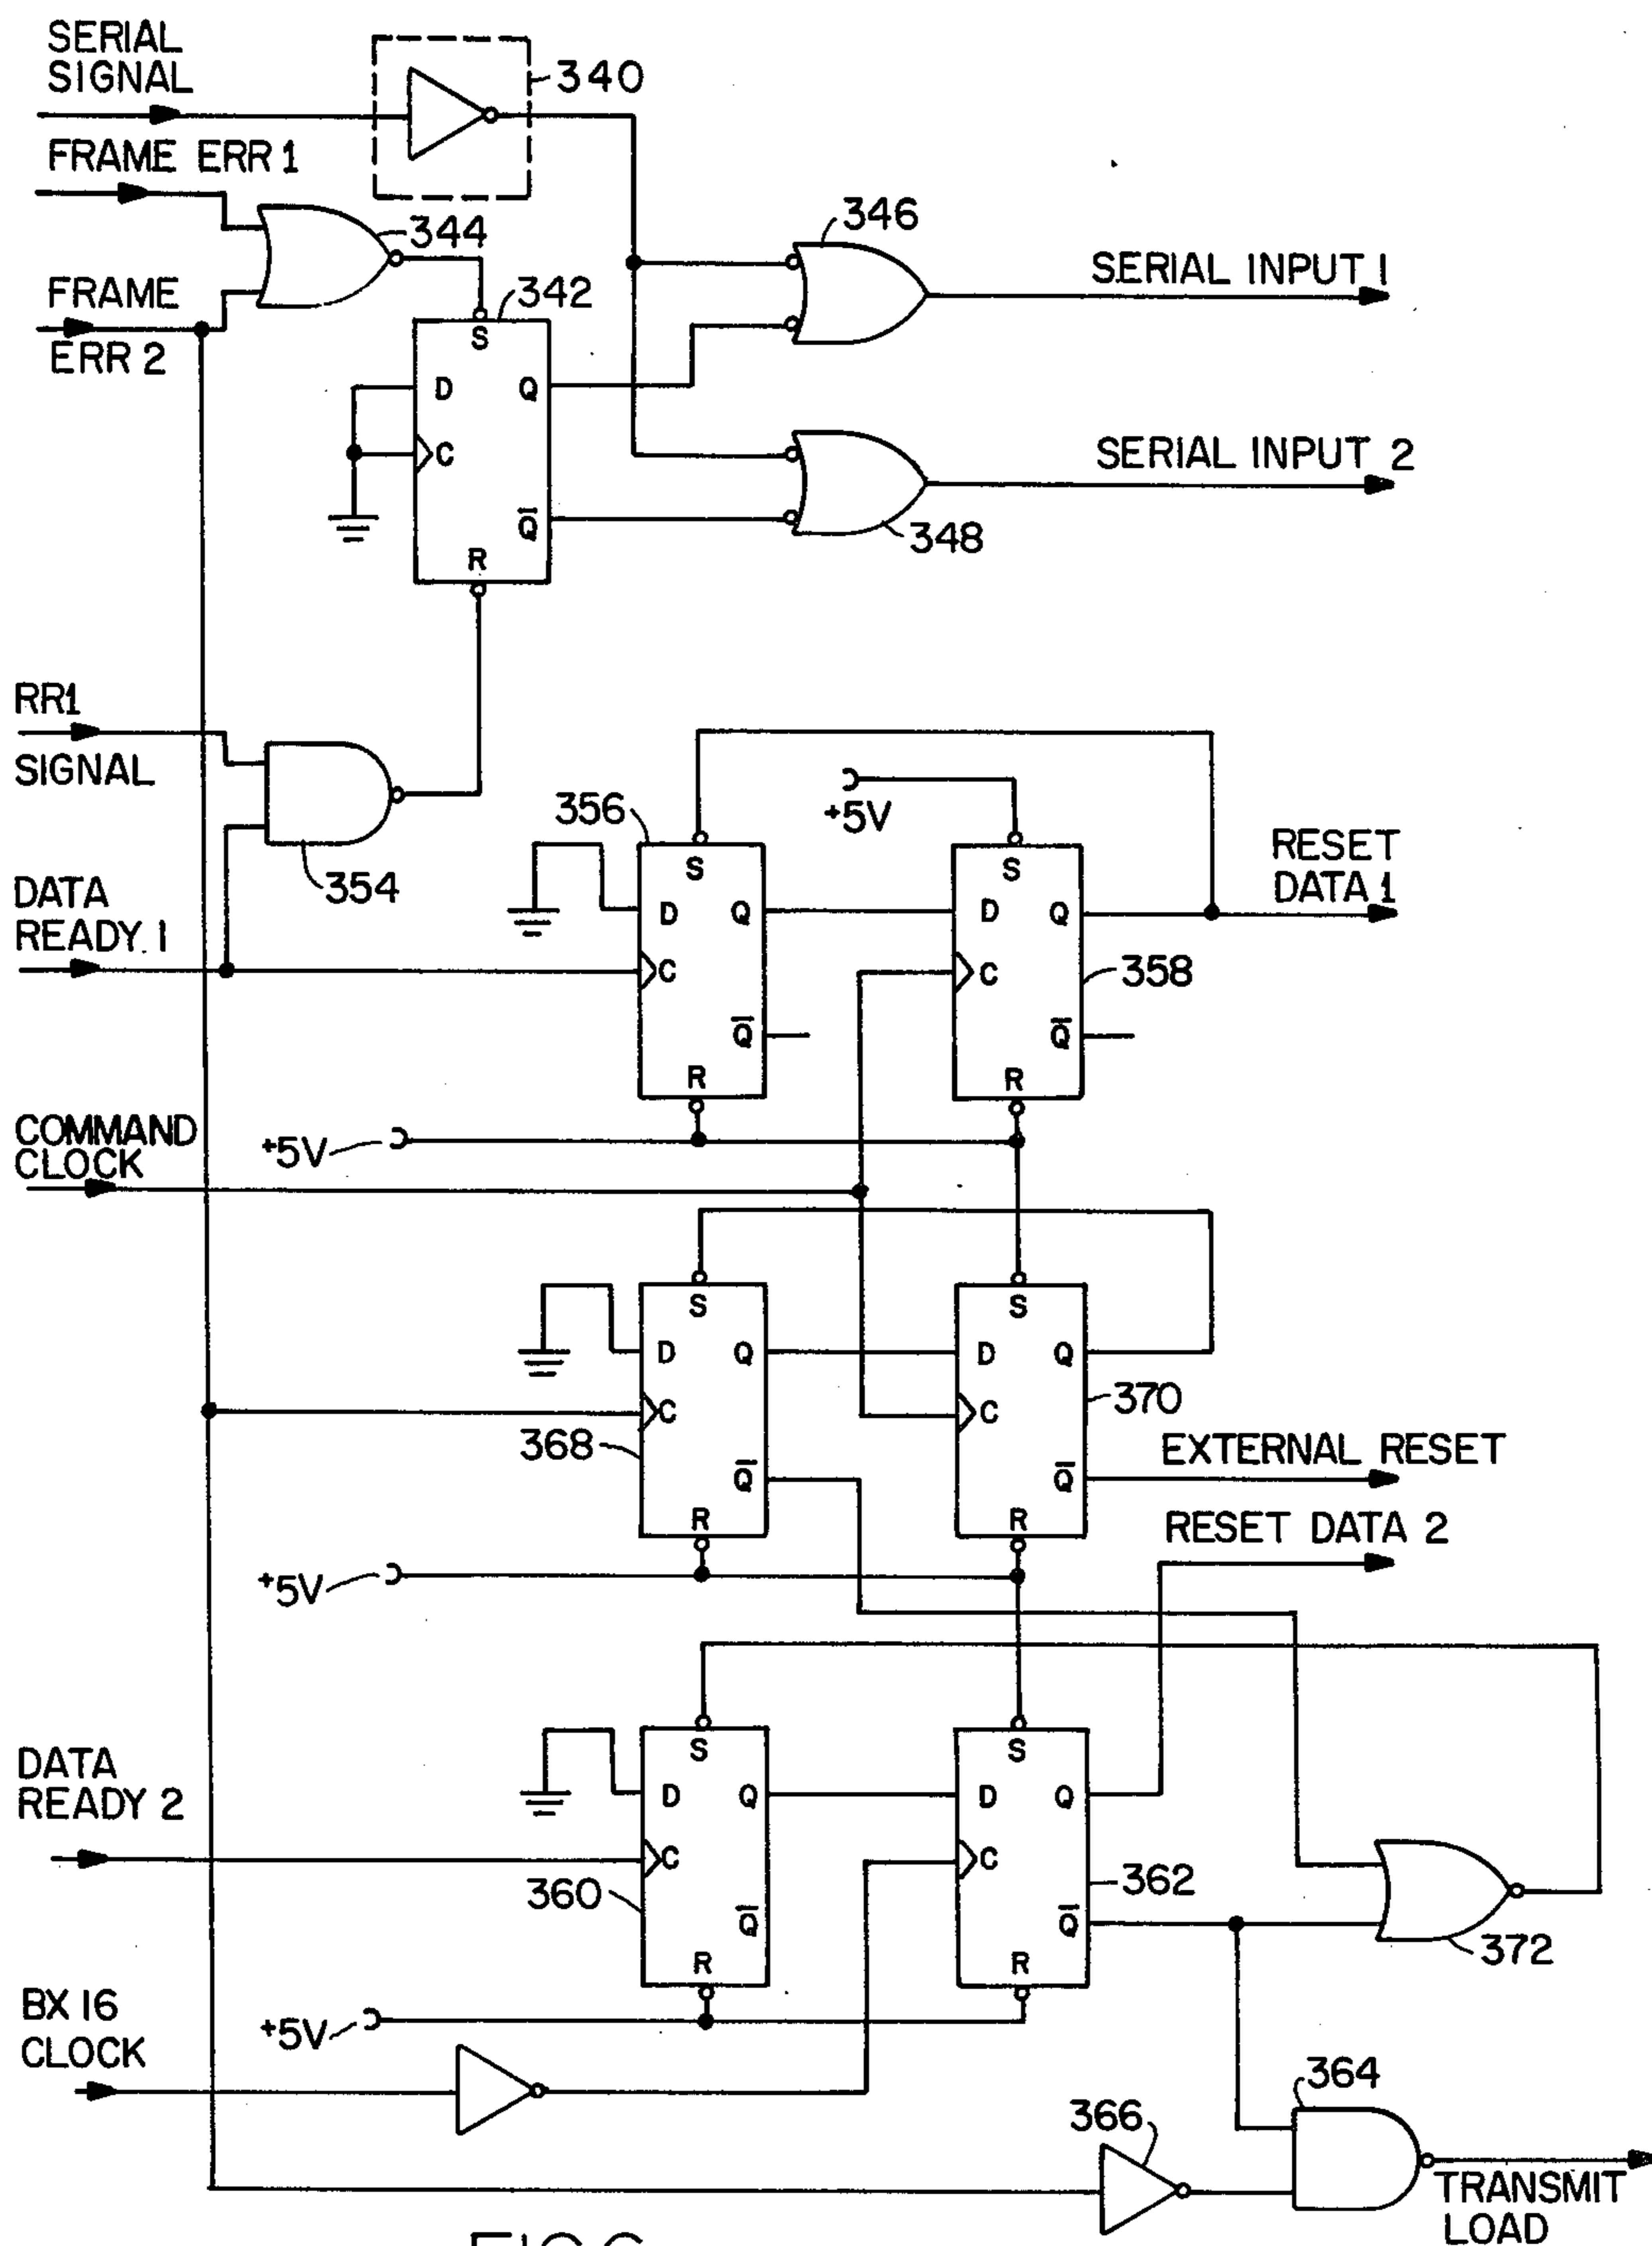 SERIAL
SIGNAL
340
FRAME ERR 1
344
346
SERIAL INPUT 1
FRAME
ERR 2
342
S
D Q
C
Q̅
R
SERIAL INPUT 2
348
RR1
SIGNAL
354
356
+5V
S S
RESET
DATA 1
DATA
READY 1
D Q D Q
C C
358
Q̅ Q̅
R R
COMMAND
CLOCK
+5V
S S
D Q D Q
C C
370
368
Q̅ Q̅
EXTERNAL RESET
R R
RESET DATA 2
+5V
S S
DATA
READY 2
D Q D Q
C C
360
362
Q̅ Q̅
372
R R
BX 16
CLOCK
+5V
364
366
TRANSMIT
LOAD